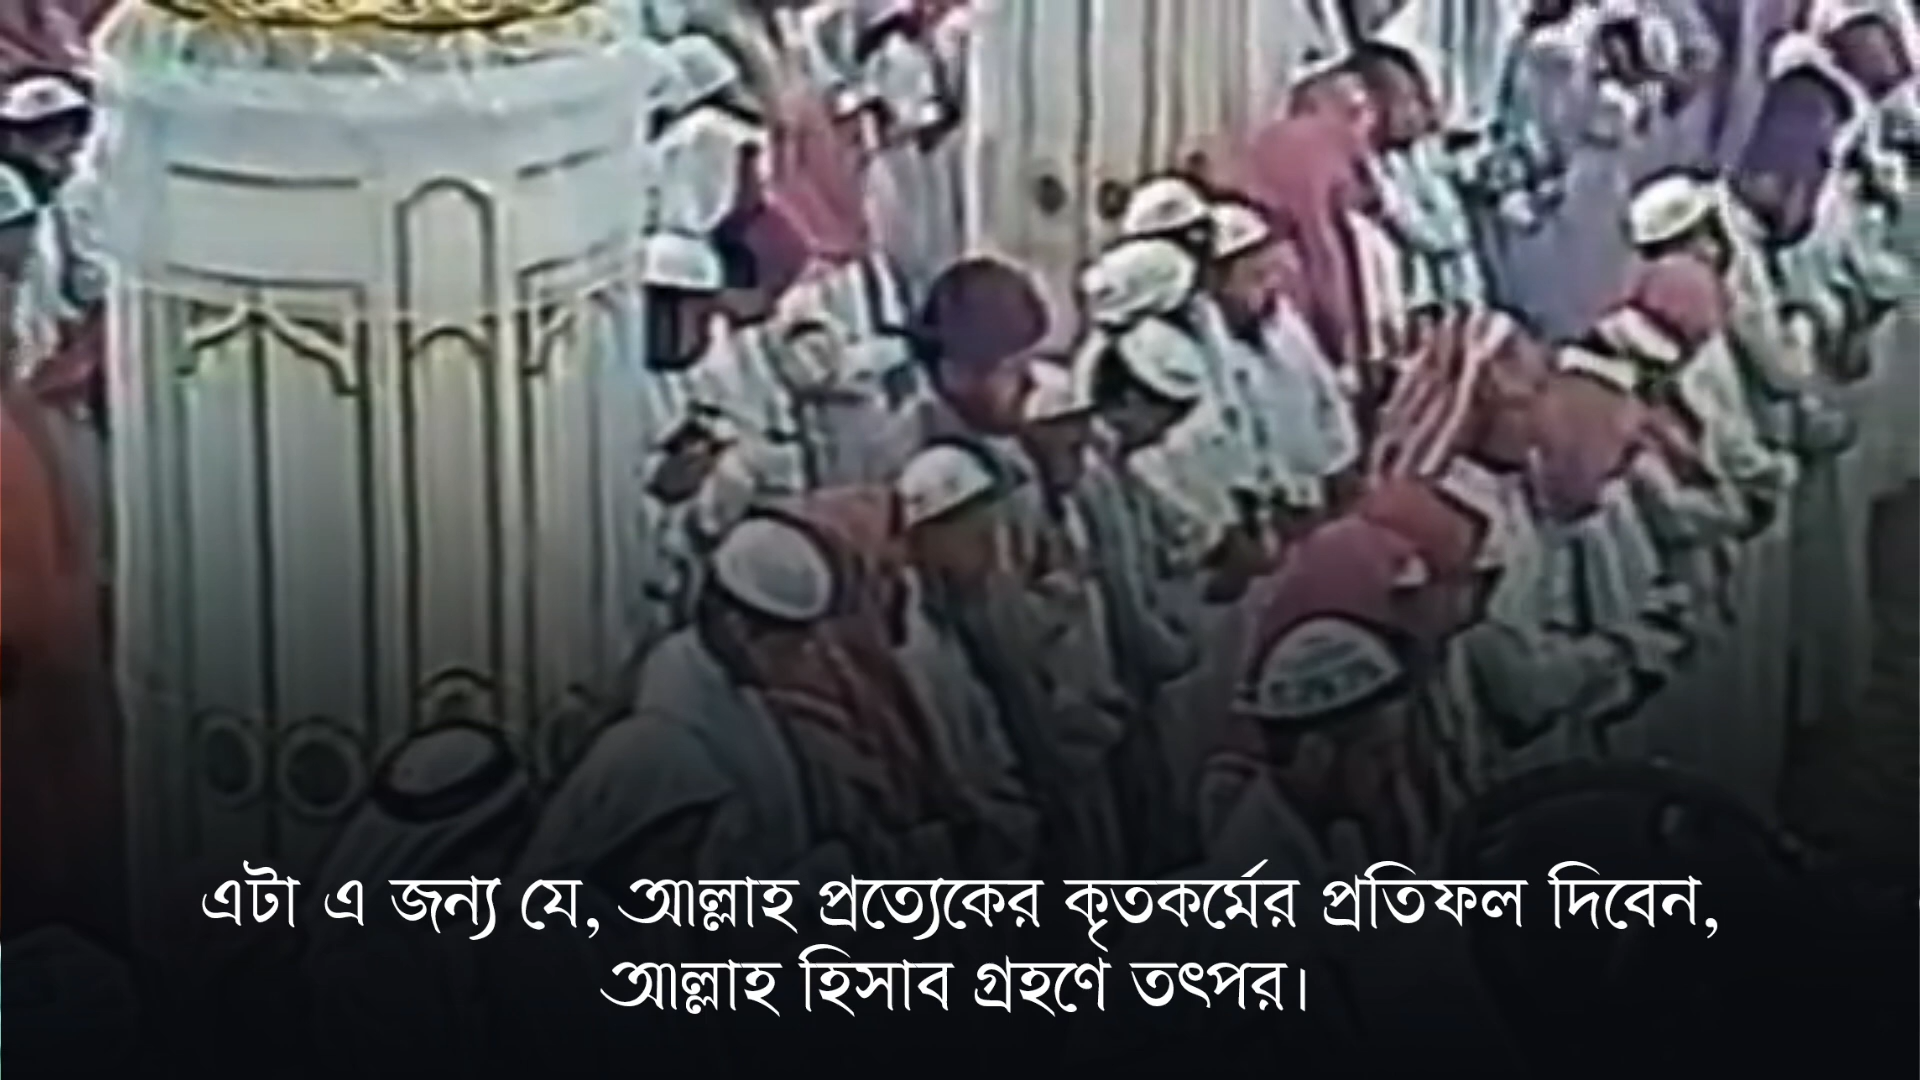 এটা এ জন্য যে, আল্লাহ প্রত্যেকের কৃতকর্মের প্রতিফল দিবেন,
আল্লাহ হিসাব গ্রহণে তৎপর।